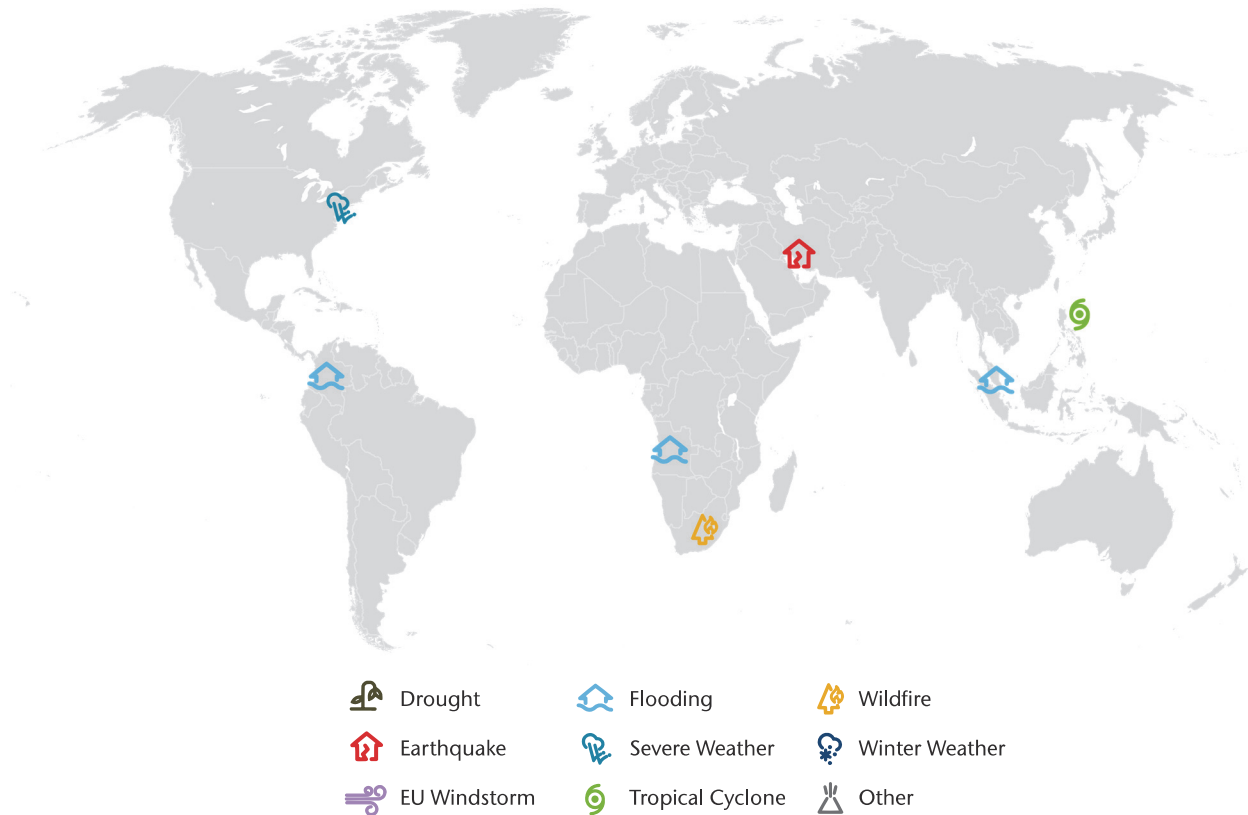 Drought
Flooding
Wildfire
Earthquake
Severe Weather
Winter Weather
EU Windstorm
Tropical Cyclone
Other